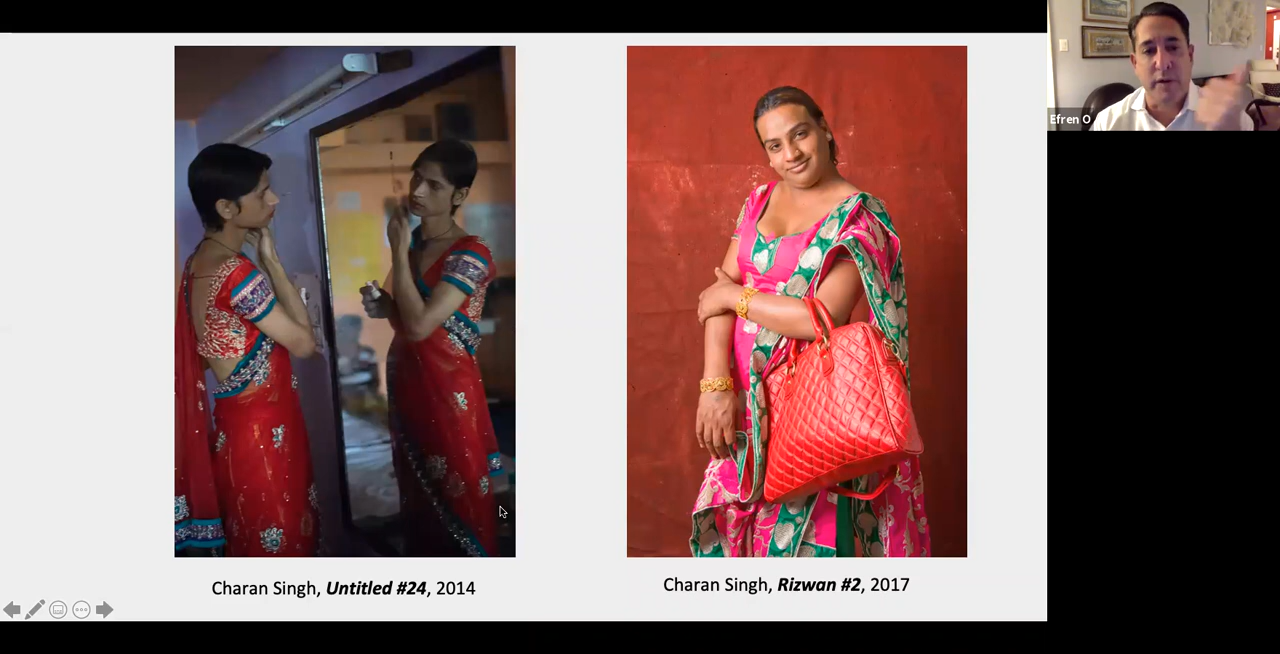 Efren O
Charan Singh, Untitled #24, 2014
Charan Singh, Rizwan #2, 2017